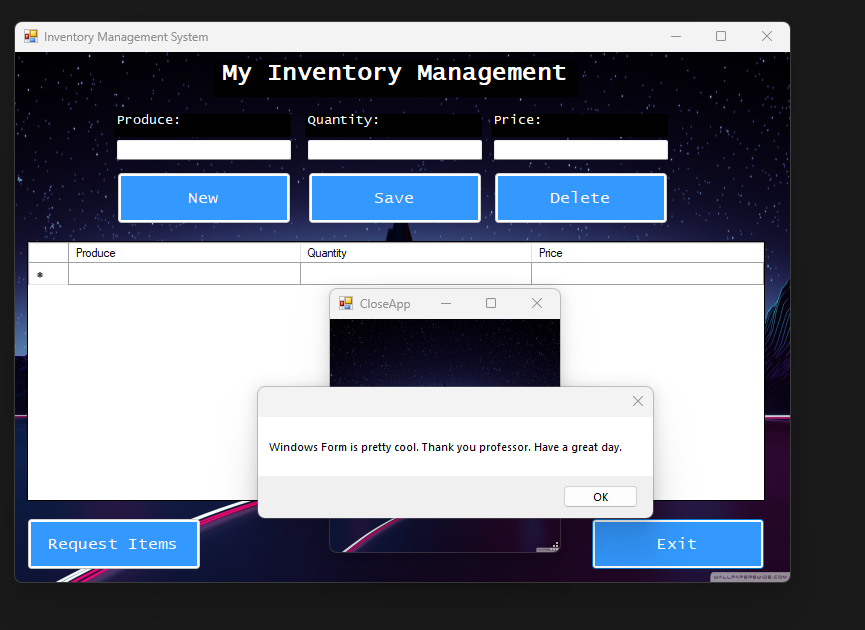 Inventory Management System
My Inventory Management
Produce:
Quantity:
Price:
New
Save
Delete
Produce
Quantity
Price
CloseApp
Windows Form is pretty cool. Thank you professor. Have a great day.
OK
Request Items
Exit
WALLPAPERSWIDE.COM